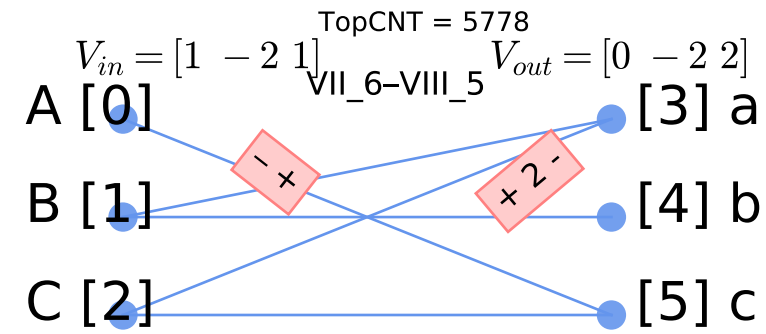 TopCNT = 5778
V_in = [1 −2 1] V_out = [0 −2 2]
VII_6–VIII_5
A [0] [3] a
- +
+ 2 -
B [1] [4] b
C [2] [5] c